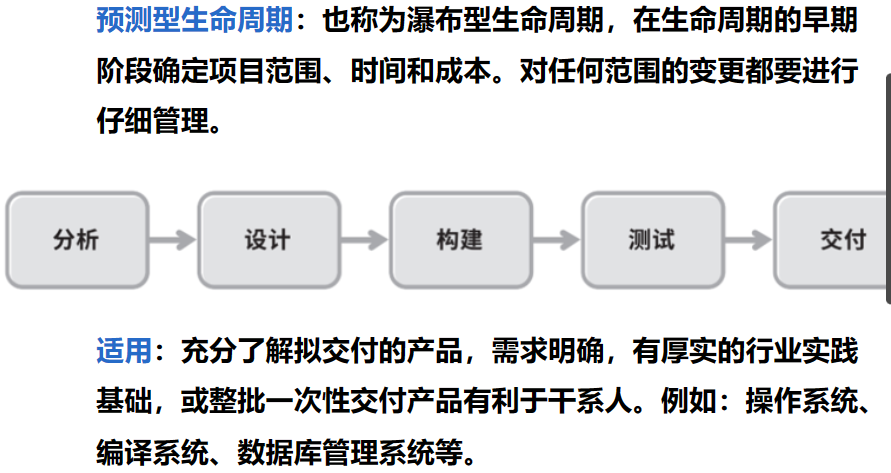 预测型生命周期：也称为瀑布型生命周期，在生命周期的早期
阶段确定项目范围、时间和成本。对任何范围的变更都要进行
仔细管理。
分析 设计 构建 测试 交付
适用：充分了解拟交付的产品，需求明确，有厚实的行业实践
基础，或整批一次性交付产品有利于干系人。例如：操作系统、
编译系统、数据库管理系统等。